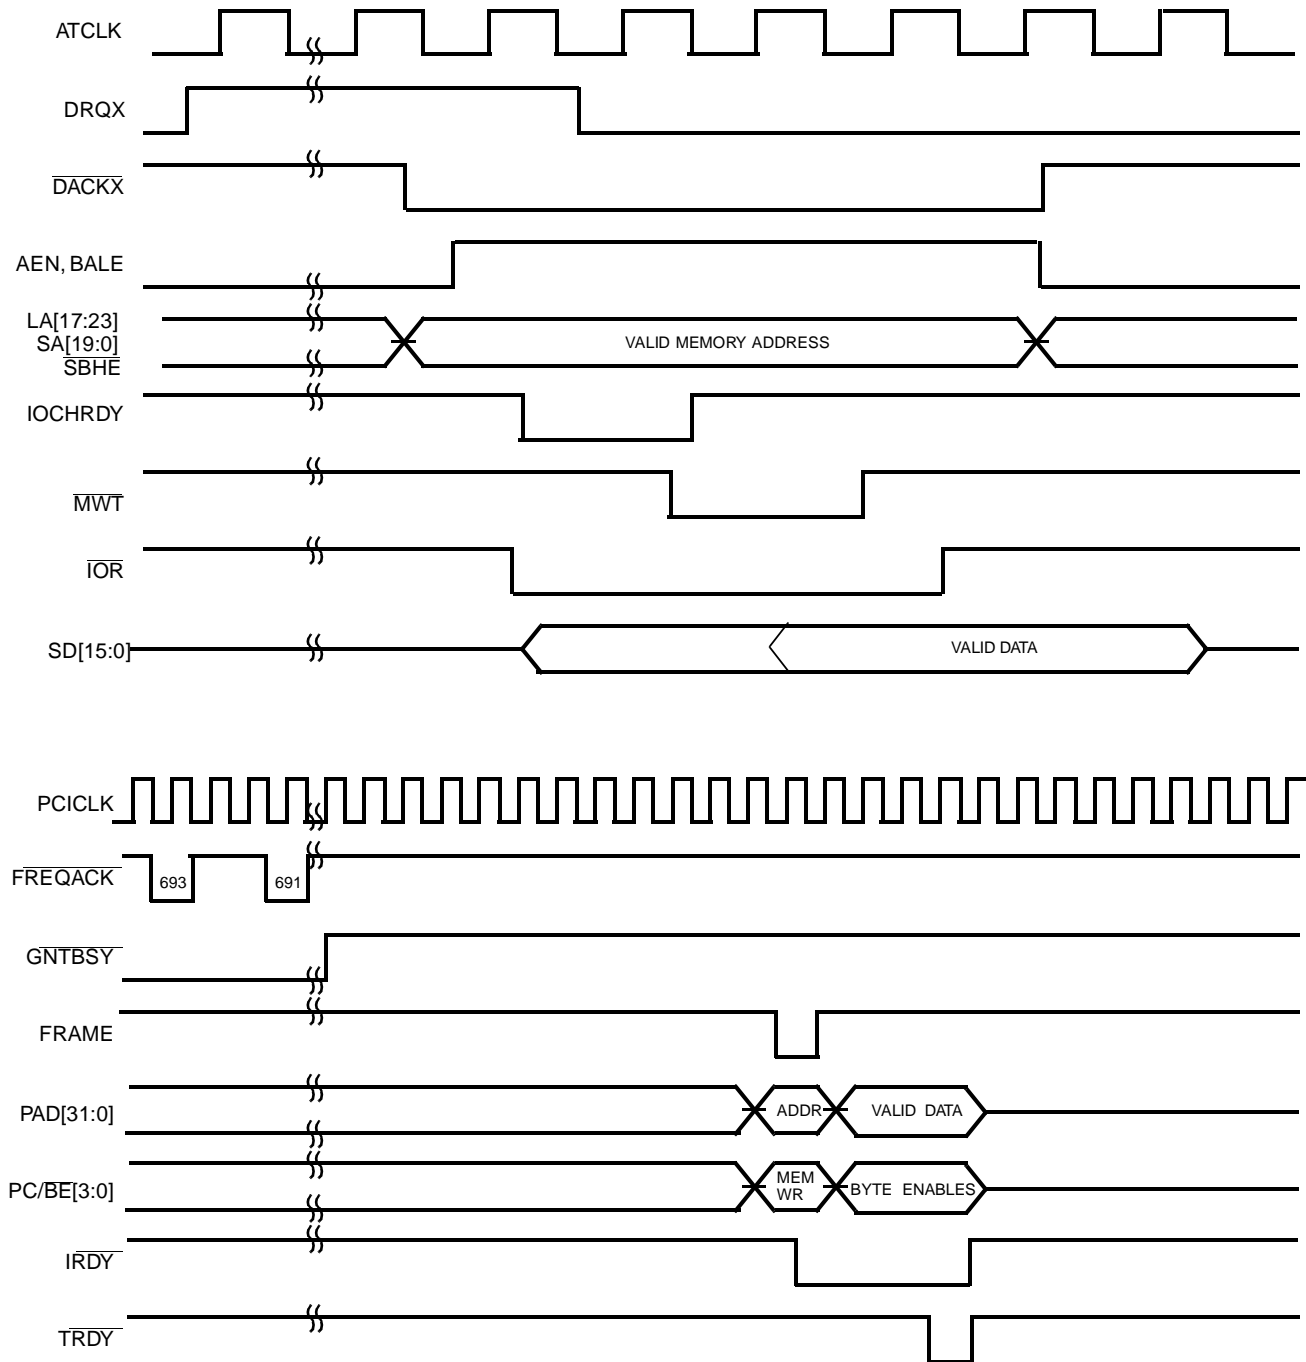 ATCLK
DRQX
DACKX
AEN, BALE
LA[17:23]
SA[19:0]
SBHE
VALID MEMORY ADDRESS
IOCHRDY
MWT
IOR
SD[15:0]
VALID DATA
PCICLK
FREQACK
693
691
GNTBSY
FRAME
PAD[31:0]
ADDR
VALID DATA
PC/BE[3:0]
MEM
WR
BYTE ENABLES
IRDY
TRDY